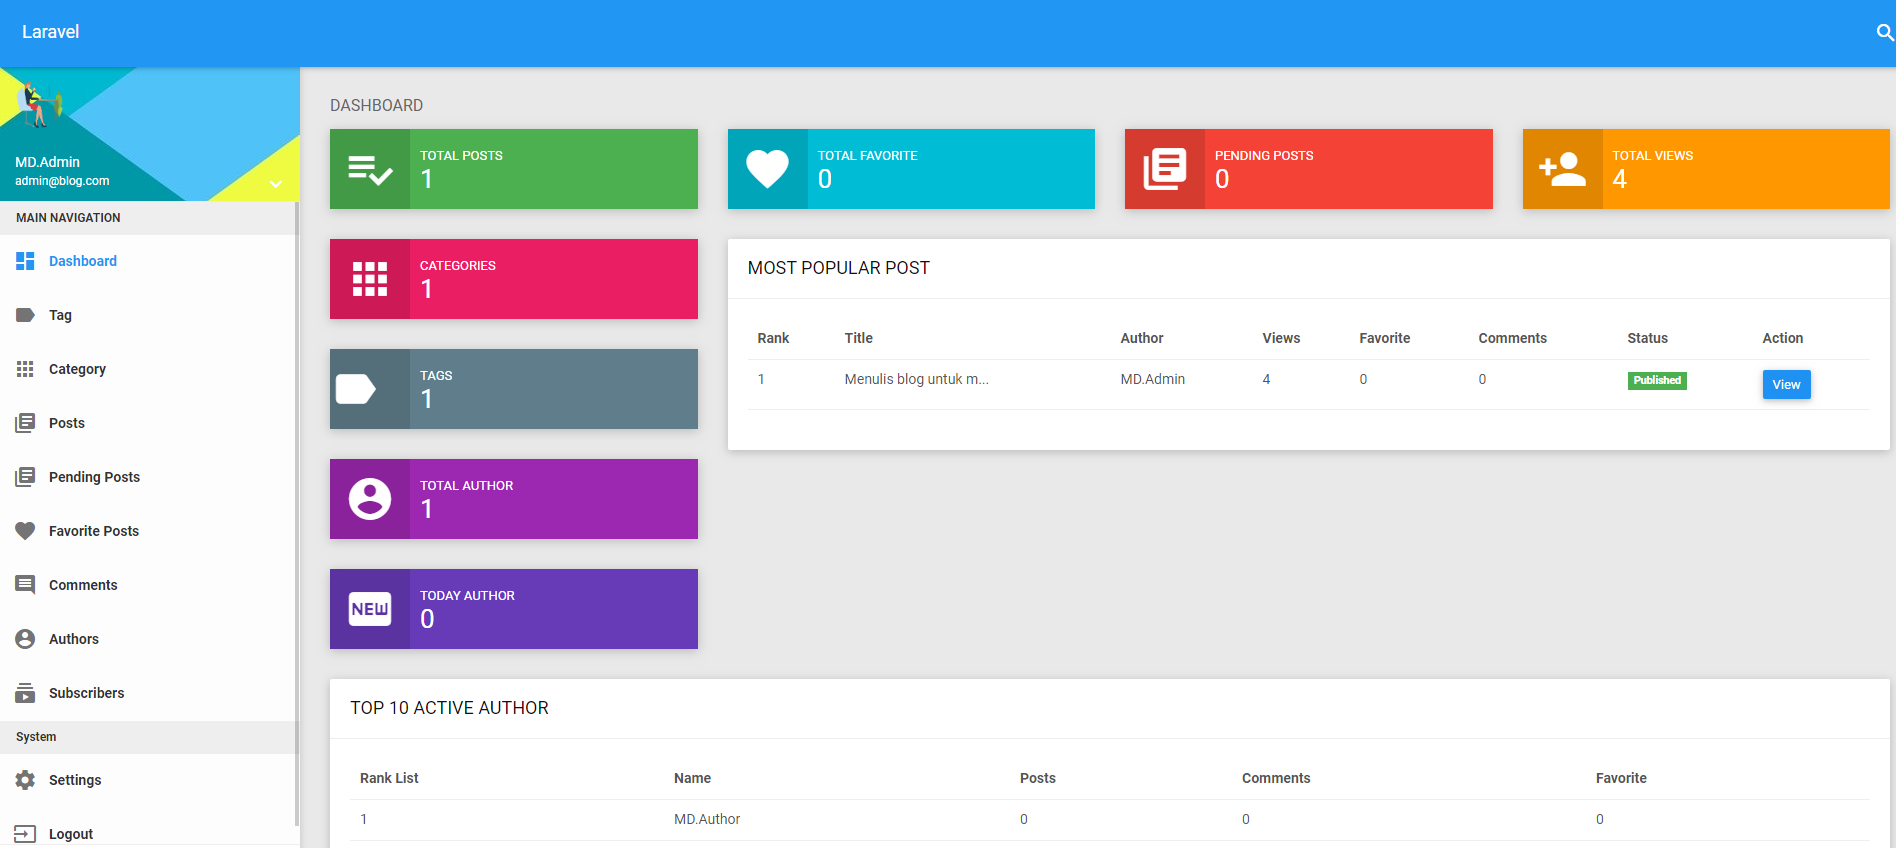 Laravel
MD.Admin
admin@blog.com
MAIN NAVIGATION
Dashboard
Tag
Category
Posts
Pending Posts
Favorite Posts
Comments
Authors
Subscribers
System
Settings
Logout
DASHBOARD
TOTAL POSTS
1
TOTAL FAVORITE
0
PENDING POSTS
0
TOTAL VIEWS
4
CATEGORIES
1
TAGS
1
TOTAL AUTHOR
1
NEW
TODAY AUTHOR
0
MOST POPULAR POST
Rank Title Author Views Favorite Comments Status Action
1 Menulis blog untuk m... MD.Admin 4 0 0 Published View
TOP 10 ACTIVE AUTHOR
Rank List Name Posts Comments Favorite
1 MD.Author 0 0 0